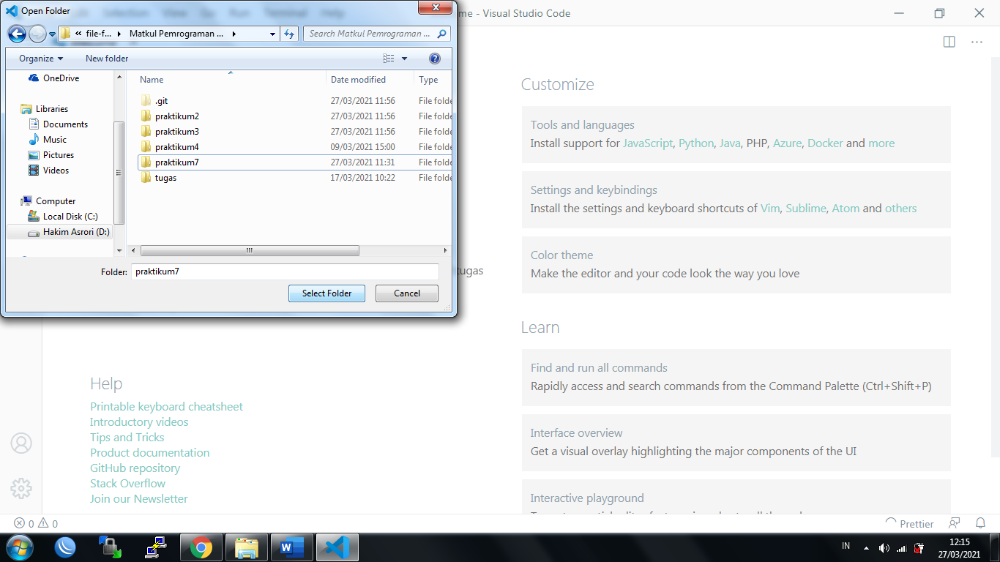 Open Folder
me - Visual Studio Code
« file-f...
Matkul Pemrograman ...
Search Matkul Pemrograman ...
Organize
New folder
OneDrive
Libraries
Documents
Music
Pictures
Videos
Computer
Local Disk (C:)
Hakim Asrori (D:)
Name Date modified Type
.git 27/03/2021 11:56 File folde
praktikum2 27/03/2021 11:56 File folde
praktikum3 27/03/2021 11:56 File folde
praktikum4 09/03/2021 15:00 File folde
praktikum7 27/03/2021 11:31 File folde
tugas 17/03/2021 10:22 File folde
Folder: praktikum7
Select Folder
Cancel
tugas
Help
Printable keyboard cheatsheet
Introductory videos
Tips and Tricks
Product documentation
GitHub repository
Stack Overflow
Join our Newsletter
Customize
Tools and languages
Install support for JavaScript, Python, Java, PHP, Azure, Docker and more
Settings and keybindings
Install the settings and keyboard shortcuts of Vim, Sublime, Atom and others
Color theme
Make the editor and your code look the way you love
Learn
Find and run all commands
Rapidly access and search commands from the Command Palette (Ctrl+Shift+P)
Interface overview
Get a visual overlay highlighting the major components of the UI
Interactive playground
0 0
Prettier
IN
12:15
27/03/2021